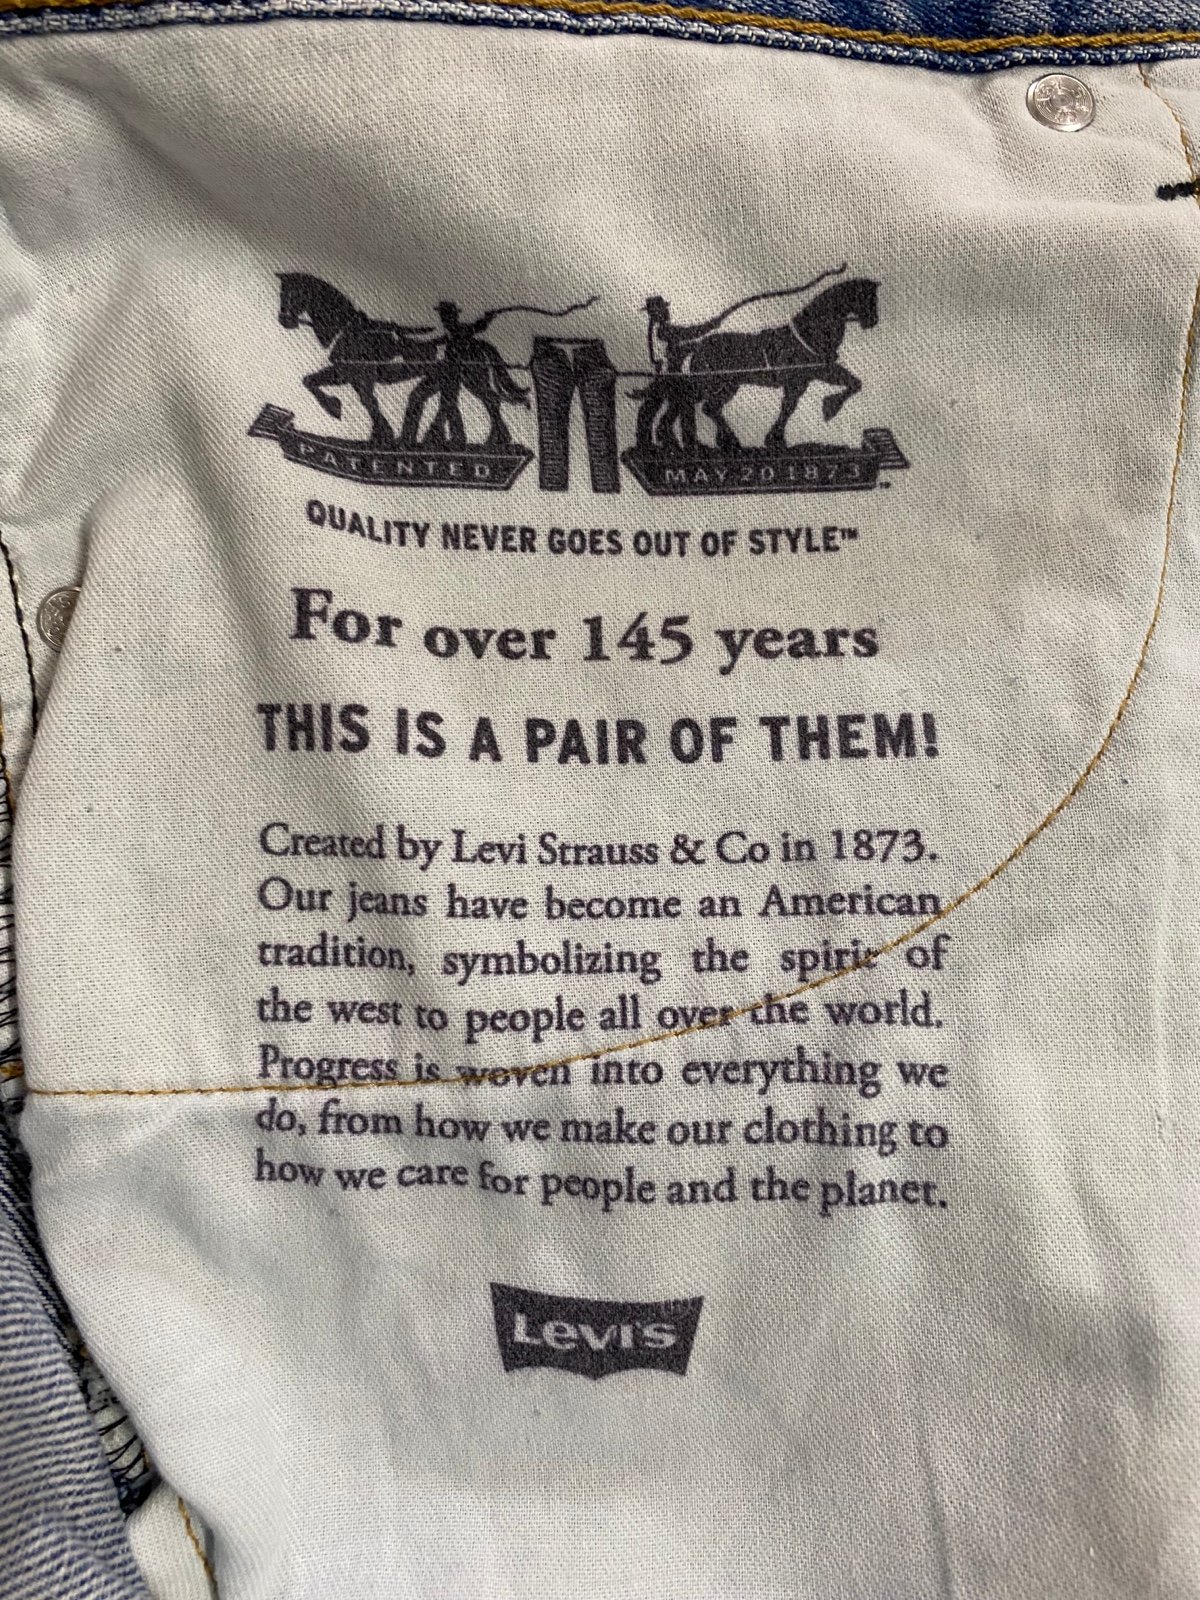 PATENTED
MAY 20 1873
QUALITY NEVER GOES OUT OF STYLE™
For over 145 years
THIS IS A PAIR OF THEM!
Created by Levi Strauss & Co in 1873.
Our jeans have become an American
tradition, symbolizing the spirit of
the west to people all over the world.
Progress is woven into everything we
do, from how we make our clothing to
how we care for people and the planet.
Levi's